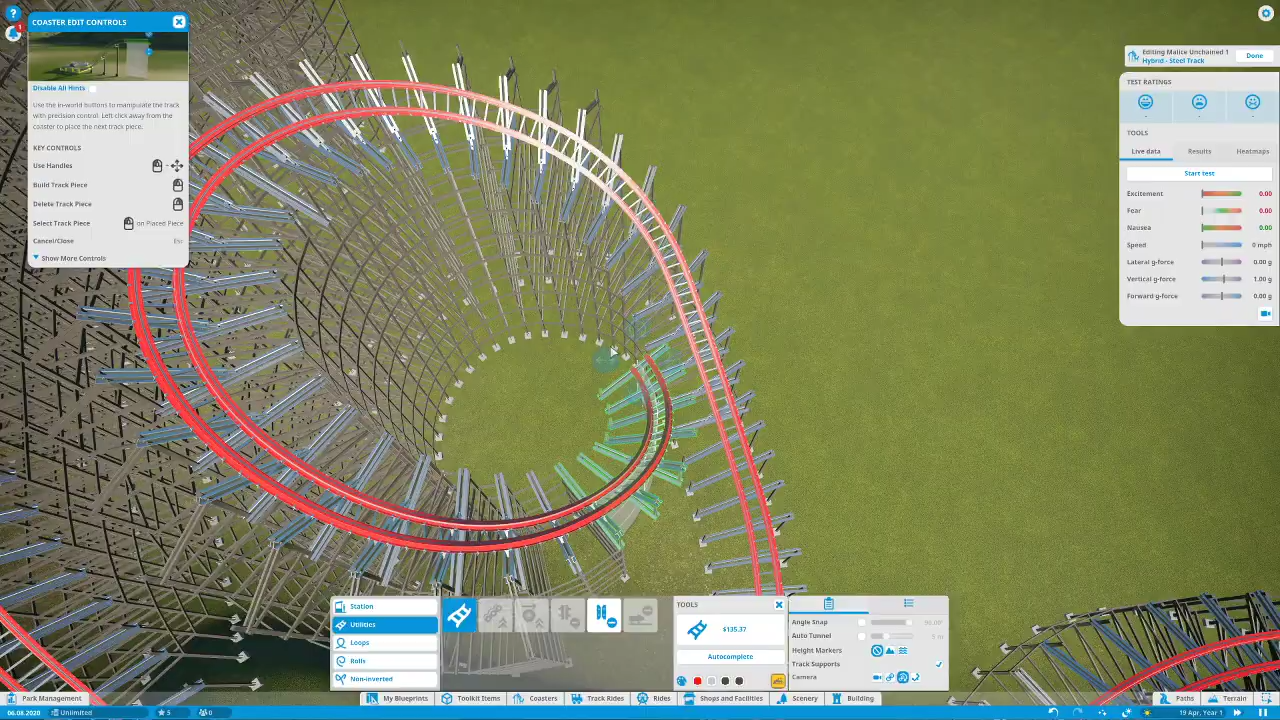 ?
1
COASTER EDIT CONTROLS
Disable All Hints
Use the in-world buttons to manipulate the track
with precision control. Left click away from the
coaster to place the next track piece.
KEY CONTROLS
Use Handles
Build Track Piece
Delete Track Piece
Select Track Piece
on Placed Piece
Cancel/Close
Esc
Show More Controls
Editing Malice Unchained 1
Hybrid - Steel Track
Done
TEST RATINGS
-
-
-
TOOLS
Live data
Results
Heatmaps
Start test
Excitement
0.00
Fear
0.00
Nausea
0.00
Speed
0 mph
Lateral g-force
0.00 g
Vertical g-force
1.00 g
Forward g-force
0.00 g
Station
Utilities
Loops
Rolls
Non-inverted
TOOLS
$135.37
Autocomplete
Angle Snap
Auto Tunnel
Height Markers
Track Supports
Camera
Park Management
My Blueprints
Toolkit Items
Coasters
Track Rides
Rides
Shops and Facilities
Scenery
Building
Paths
Terrain
06.08.2020
Unlimited
5
0
19 Apr, Year 1